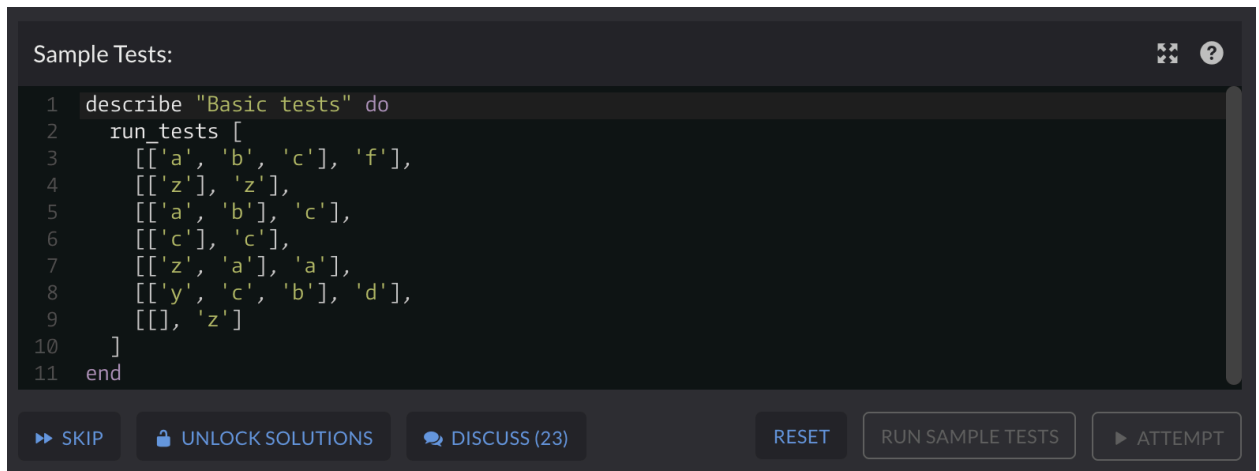 Sample Tests:
1 describe "Basic tests" do
2   run_tests [
3     [['a', 'b', 'c'], 'f'],
4     [['z'], 'z'],
5     [['a', 'b'], 'c'],
6     [['c'], 'c'],
7     [['z', 'a'], 'a'],
8     [['y', 'c', 'b'], 'd'],
9     [[], 'z']
10   ]
11 end
SKIP UNLOCK SOLUTIONS DISCUSS (23) RESET RUN SAMPLE TESTS ATTEMPT